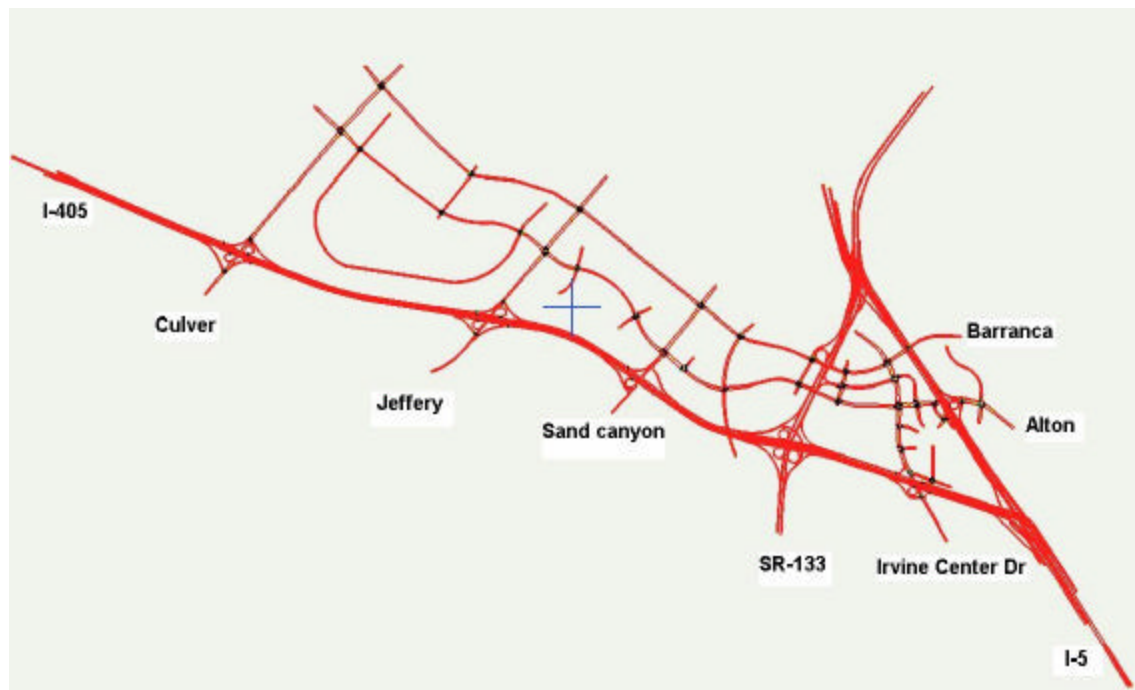 I-405
Culver
Barranca
Jeffery
Alton
Sand canyon
SR-133
Irvine Center Dr
I-5